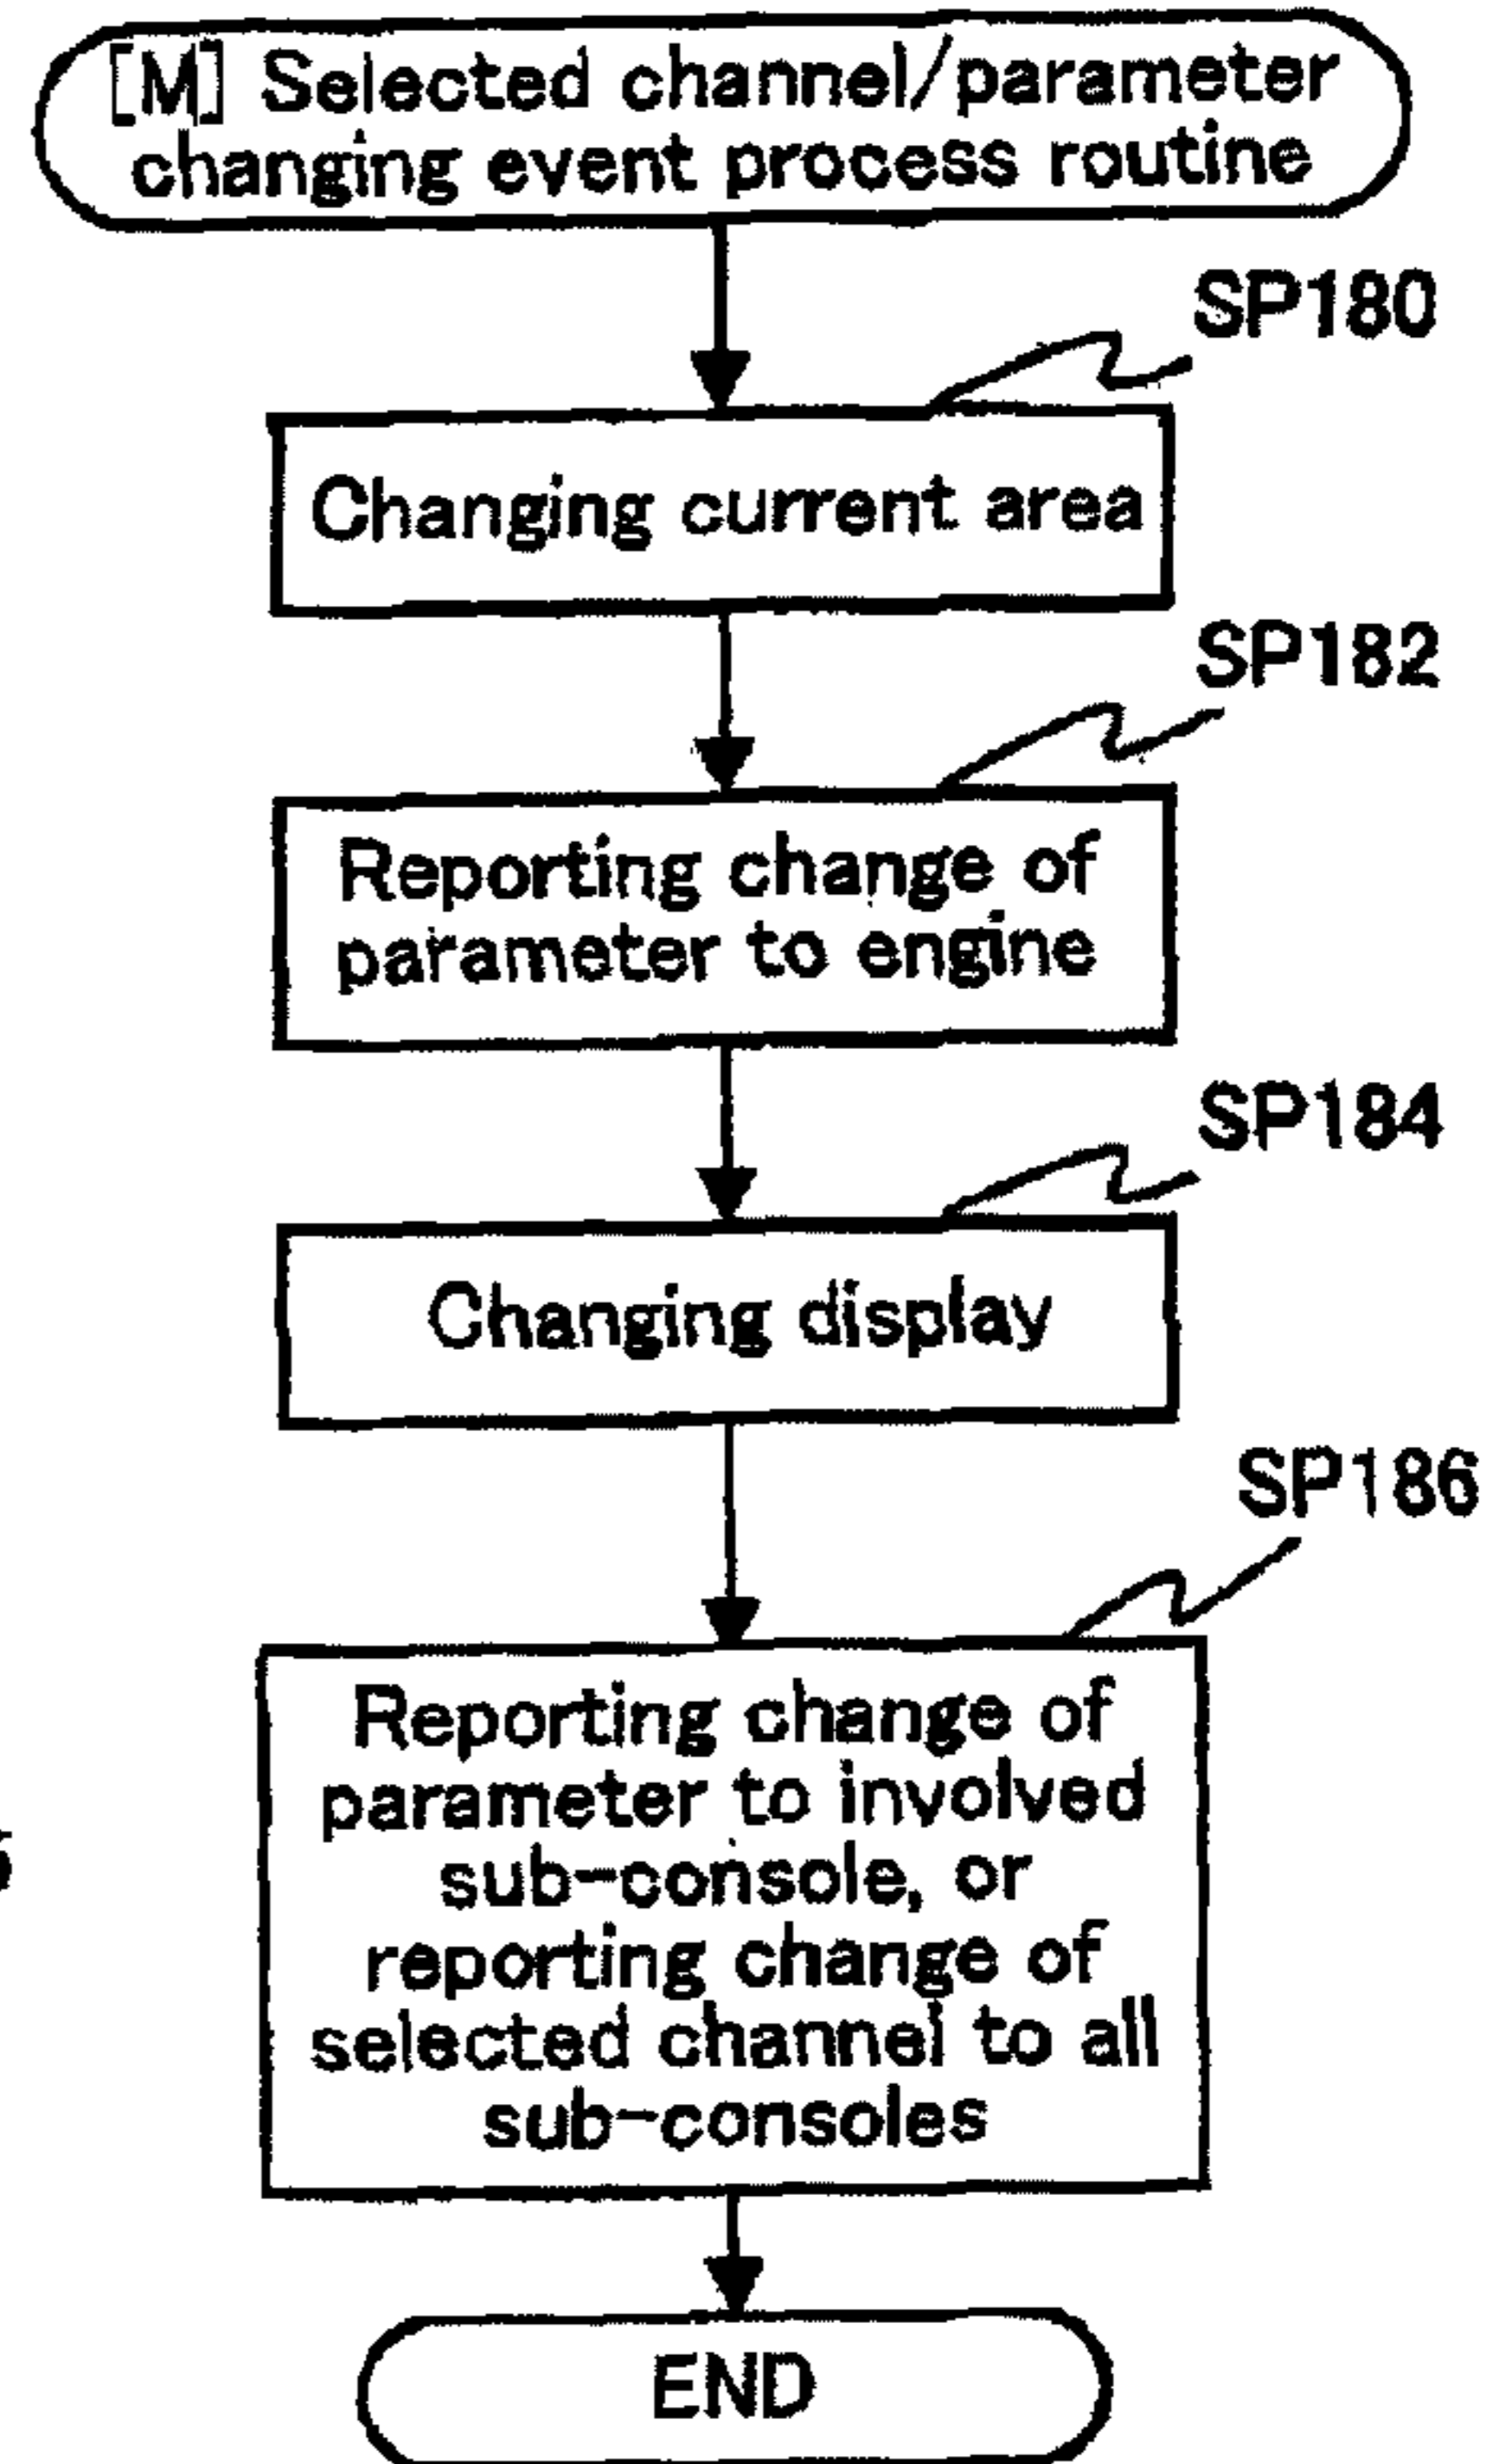 [M] Selected channel/parameter
changing event process routine
SP180
Changing current area
SP182
Reporting change of
parameter to engine
SP184
Changing display
SP186
Reporting change of
parameter to involved
sub-console, or
reporting change of
selected channel to all
sub-consoles
END